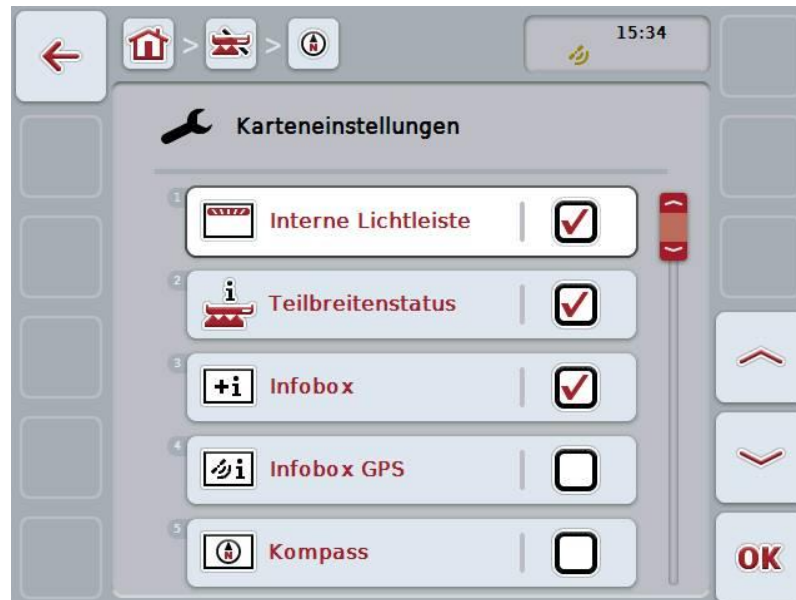 15:34
Karteneinstellungen
1
Interne Lichtleiste
2
i
Teilbreitenstatus
3
+i
Infobox
4
i
Infobox GPS
5
N
Kompass
OK